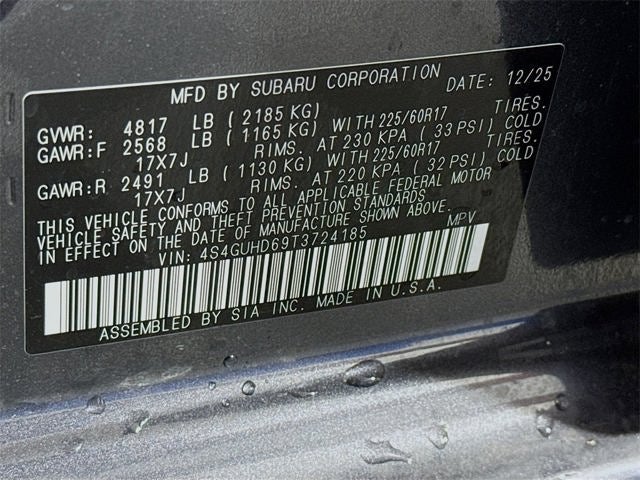 MFD BY SUBARU CORPORATION DATE: 12/25
GVWR: 4817 LB ( 2185 KG)
GAWR:F 2568 LB ( 1165 KG) WITH 225/60R17 TIRES.
17X7J RIMS. AT 230 KPA ( 33 PSI) COLD
GAWR:R 2491 LB ( 1130 KG) WITH 225/60R17 TIRES.
17X7J RIMS. AT 220 KPA ( 32 PSI) COLD
THIS VEHICLE CONFORMS TO ALL APPLICABLE FEDERAL MOTOR
VEHICLE SAFETY AND THEFT PREVENTION STANDARDS
IN EFFECT ON THE DATE OF MANUFACTURE SHOWN ABOVE.
VIN: 4S4GUHD69T3724185 MPV
ASSEMBLED BY SIA INC. MADE IN U.S.A.